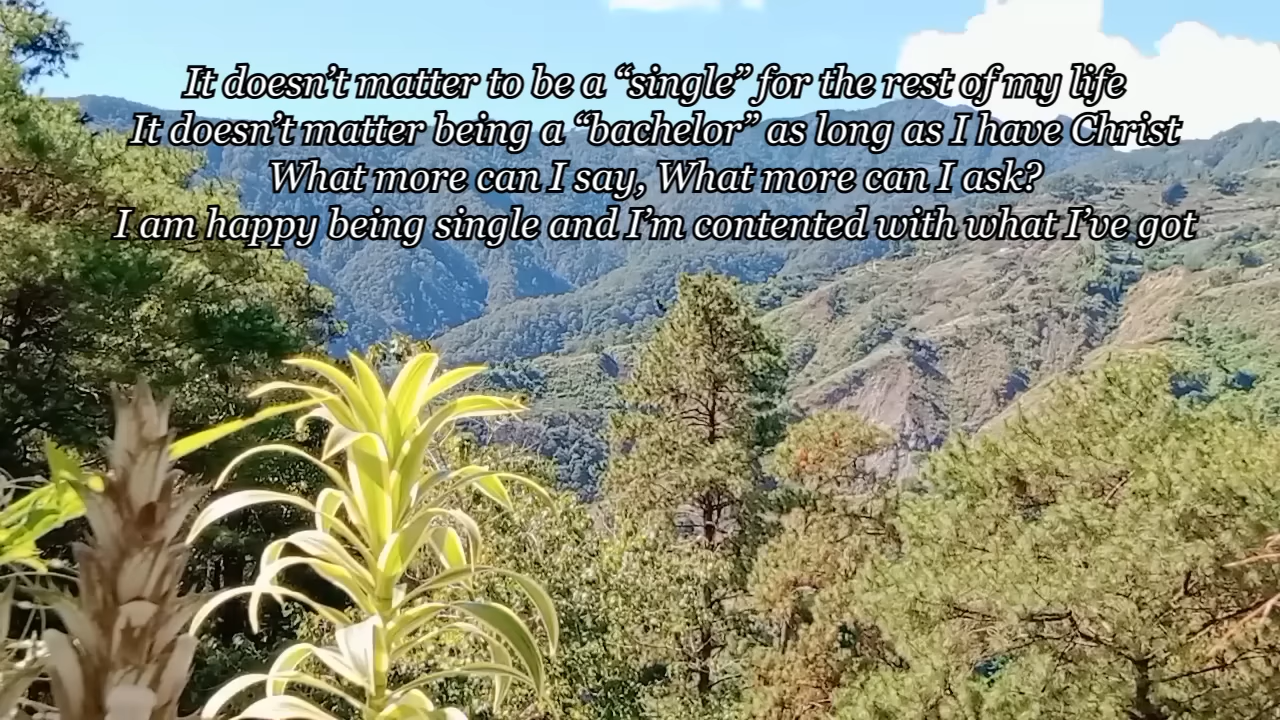 It doesn’t matter to be a “single” for the rest of my life
It doesn’t matter being a “bachelor” as long as I have Christ
What more can I say, What more can I ask?
I am happy being single and I’m contented with what I’ve got